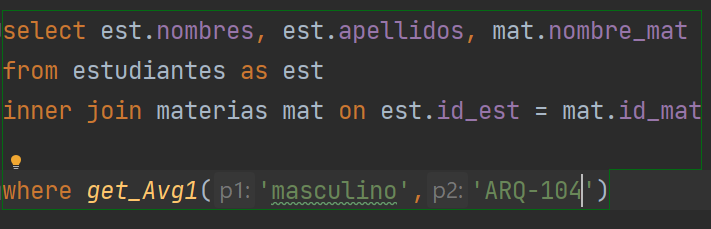 select est.nombres, est.apellidos, mat.nombre_mat
from estudiantes as est
inner join materias mat on est.id_est = mat.id_mat
where get_Avg1( p1: 'masculino', p2: 'ARQ-104')